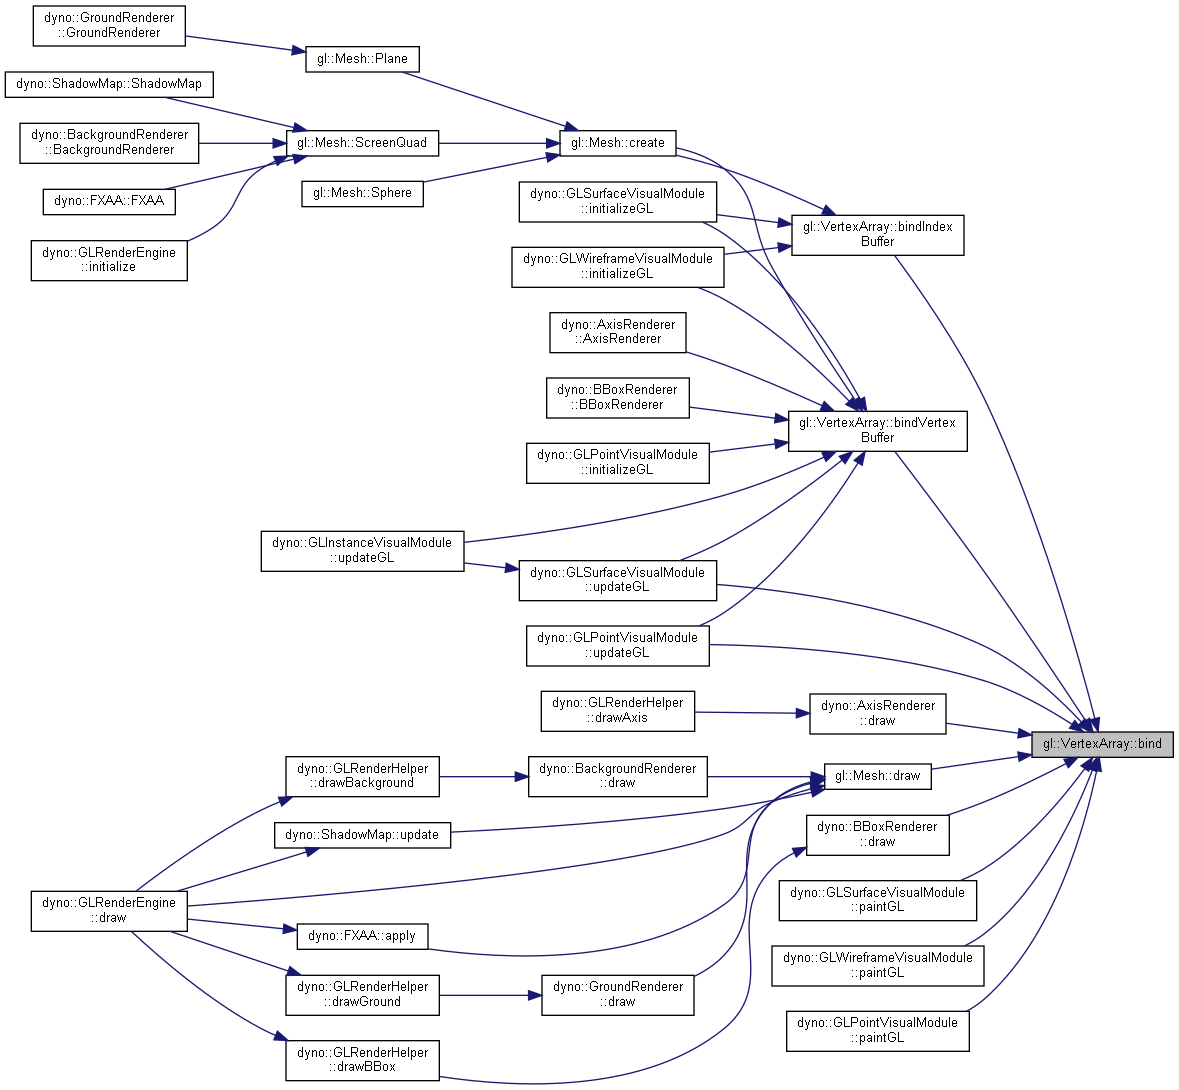 dyno::GroundRenderer
::GroundRenderer
gl::Mesh::Plane
dyno::ShadowMap::ShadowMap
dyno::BackgroundRenderer
::BackgroundRenderer
gl::Mesh::ScreenQuad
gl::Mesh::create
dyno::FXAA::FXAA
gl::Mesh::Sphere
dyno::GLSurfaceVisualModule
::initializeGL
gl::VertexArray::bindIndex
Buffer
dyno::GLRenderEngine
::initialize
dyno::GLWireframeVisualModule
::initializeGL
dyno::AxisRenderer
::AxisRenderer
dyno::BBoxRenderer
::BBoxRenderer
gl::VertexArray::bindVertex
Buffer
dyno::GLPointVisualModule
::initializeGL
dyno::GLInstanceVisualModule
::updateGL
dyno::GLSurfaceVisualModule
::updateGL
dyno::GLPointVisualModule
::updateGL
dyno::GLRenderHelper
::drawAxis
dyno::AxisRenderer
::draw
gl::VertexArray::bind
dyno::GLRenderHelper
::drawBackground
dyno::BackgroundRenderer
::draw
gl::Mesh::draw
dyno::ShadowMap::update
dyno::BBoxRenderer
::draw
dyno::GLRenderEngine
::draw
dyno::GLSurfaceVisualModule
::paintGL
dyno::FXAA::apply
dyno::GLWireframeVisualModule
::paintGL
dyno::GLRenderHelper
::drawGround
dyno::GroundRenderer
::draw
dyno::GLPointVisualModule
::paintGL
dyno::GLRenderHelper
::drawBBox